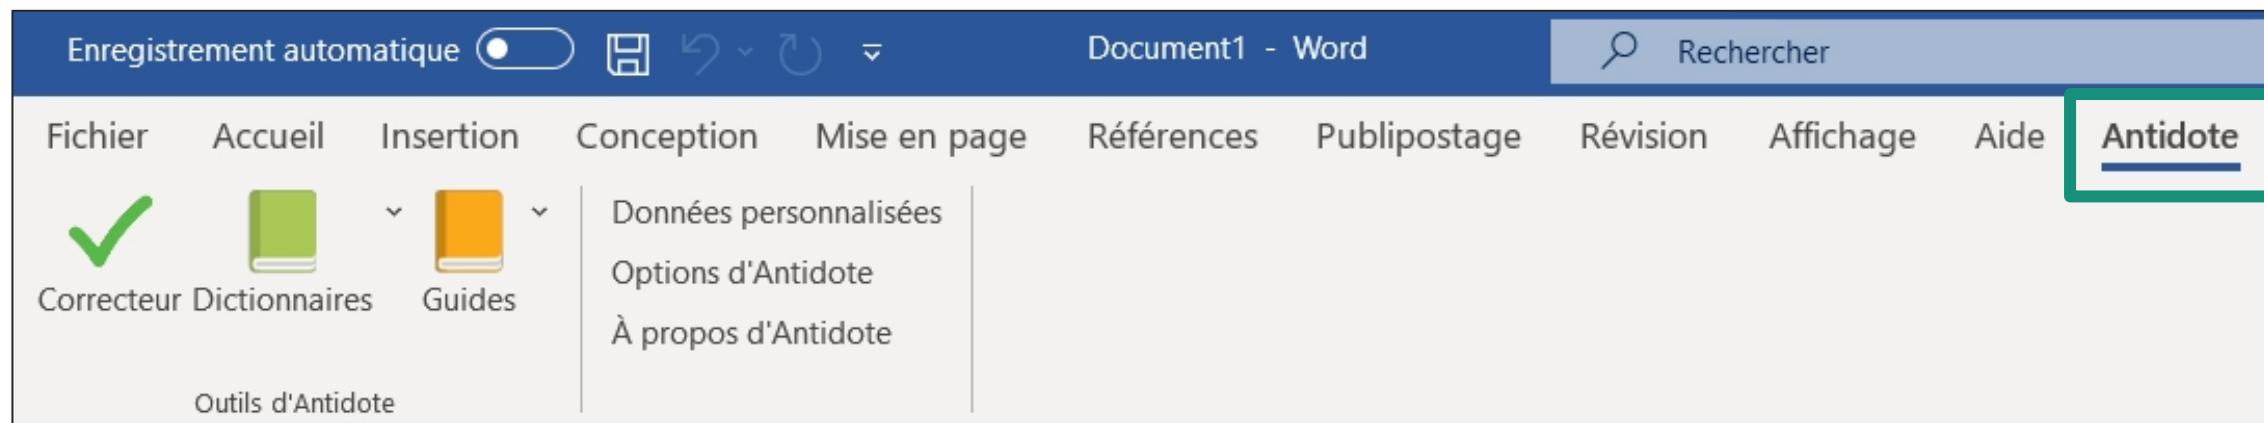 Enregistrement automatique
Document1 - Word
Rechercher
Fichier Accueil Insertion Conception Mise en page Références Publipostage Révision Affichage Aide Antidote
Correcteur Dictionnaires Guides
Outils d'Antidote
Données personnalisées
Options d'Antidote
À propos d'Antidote